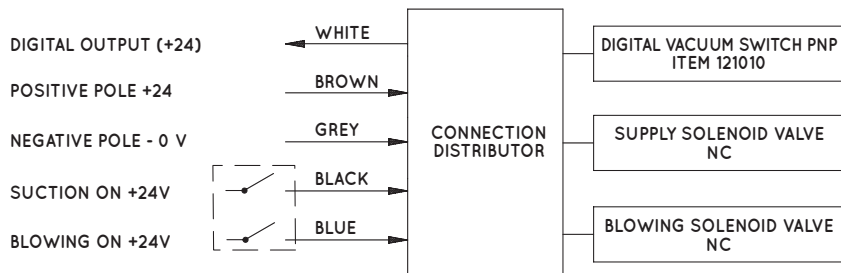 DIGITAL OUTPUT (+24)
WHITE
POSITIVE POLE +24
BROWN
NEGATIVE POLE - 0 V
GREY
SUCTION ON +24V
BLACK
BLOWING ON +24V
BLUE
CONNECTION
DISTRIBUTOR
DIGITAL VACUUM SWITCH PNP
ITEM 121010
SUPPLY SOLENOID VALVE
NC
BLOWING SOLENOID VALVE
NC